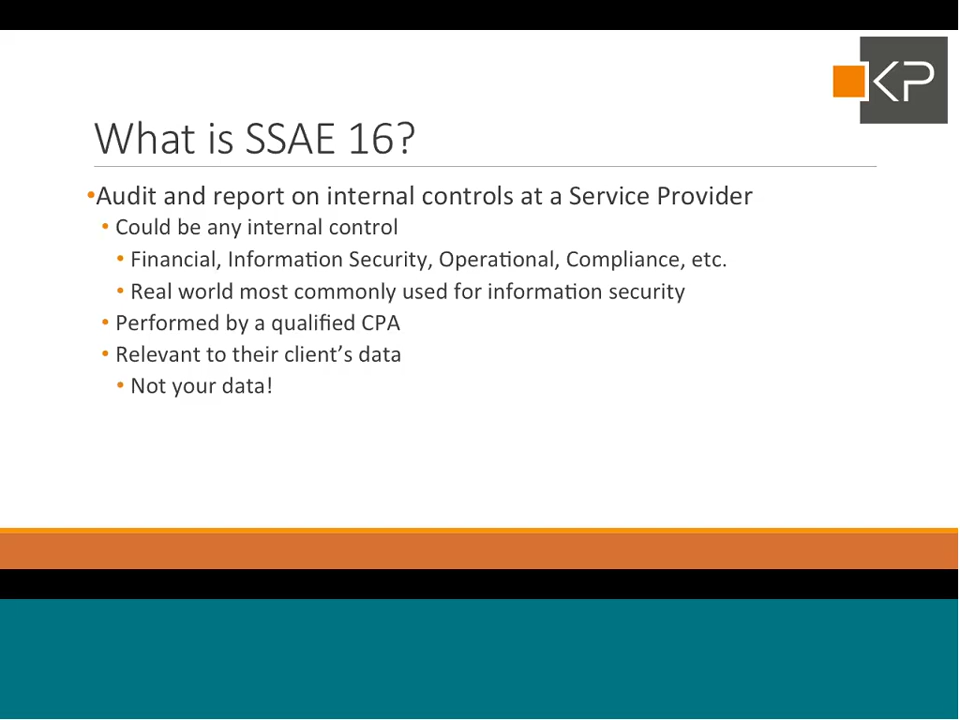 KP
What is SSAE 16?
•Audit and report on internal controls at a Service Provider
• Could be any internal control
• Financial, Information Security, Operational, Compliance, etc.
• Real world most commonly used for information security
• Performed by a qualified CPA
• Relevant to their client’s data
• Not your data!